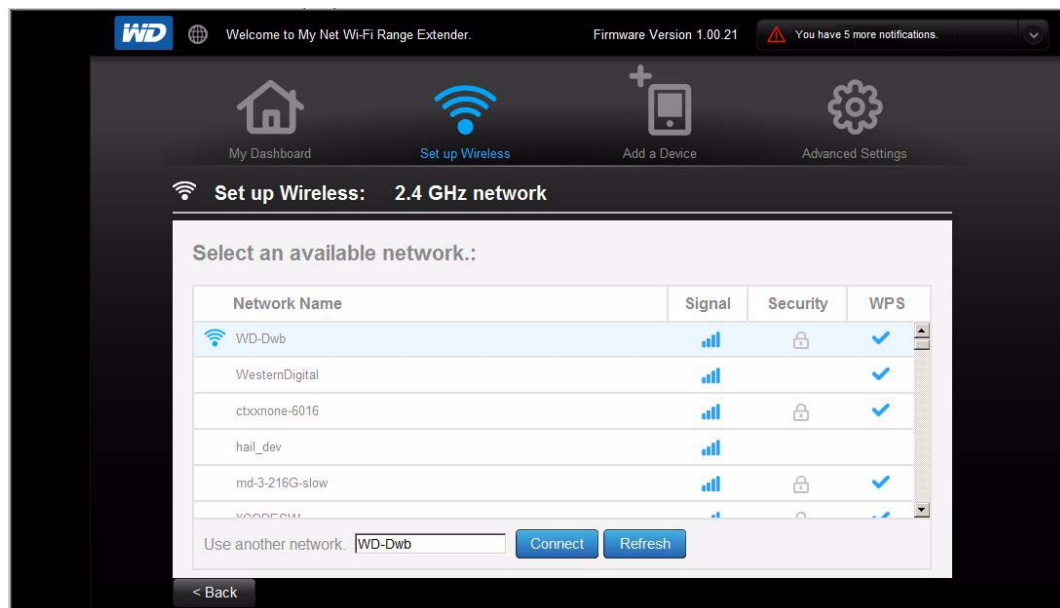 WD Welcome to My Net Wi-Fi Range Extender. Firmware Version 1.00.21 You have 5 more notifications.
My Dashboard Set up Wireless Add a Device Advanced Settings
Set up Wireless: 2.4 GHz network
Select an available network.:
Network Name Signal Security WPS
WD-Dwb
WesternDigital
ctxxnone-6016
hail_dev
md-3-216G-slow
Use another network. WD-Dwb Connect Refresh
< Back